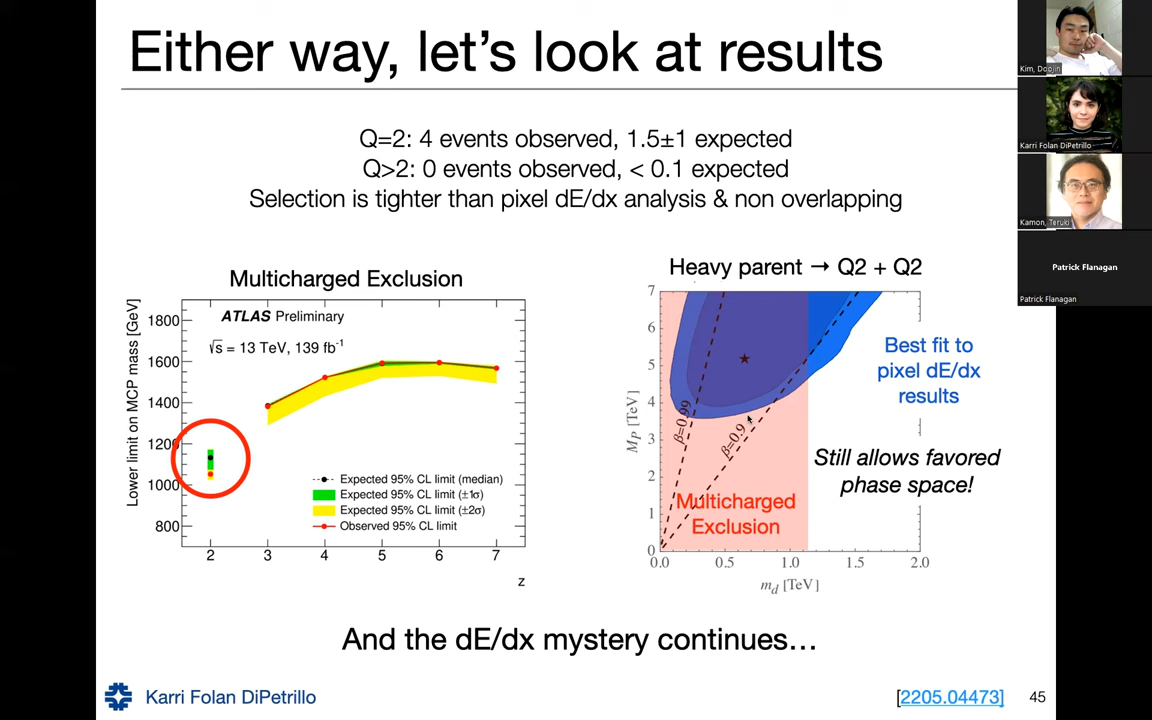 Either way, let's look at results
Q=2: 4 events observed, 1.5±1 expected
Q>2: 0 events observed, < 0.1 expected
Selection is tighter than pixel dE/dx analysis & non overlapping
Multicharged Exclusion
Lower limit on MCP mass [GeV]
1800
1600
1400
1200
1000
800
ATLAS Preliminary
√s = 13 TeV, 139 fb⁻¹
Expected 95% CL limit (median)
Expected 95% CL limit (±1σ)
Expected 95% CL limit (±2σ)
Observed 95% CL limit
2 3 4 5 6 7
z
Heavy parent → Q2 + Q2
M_P [TeV]
7
6
5
4
3
2
1
0
β=0.99
β=0.9
Multicharged
Exclusion
0.0 0.5 1.0 1.5 2.0
m_d [TeV]
Best fit to
pixel dE/dx
results
Still allows favored
phase space!
And the dE/dx mystery continues…
Karri Folan DiPetrillo
[2205.04473]
45
Kim, Doojin
Karri Folan DiPetrillo
Kamon, Teruki
Patrick Flanagan
Patrick Flanagan